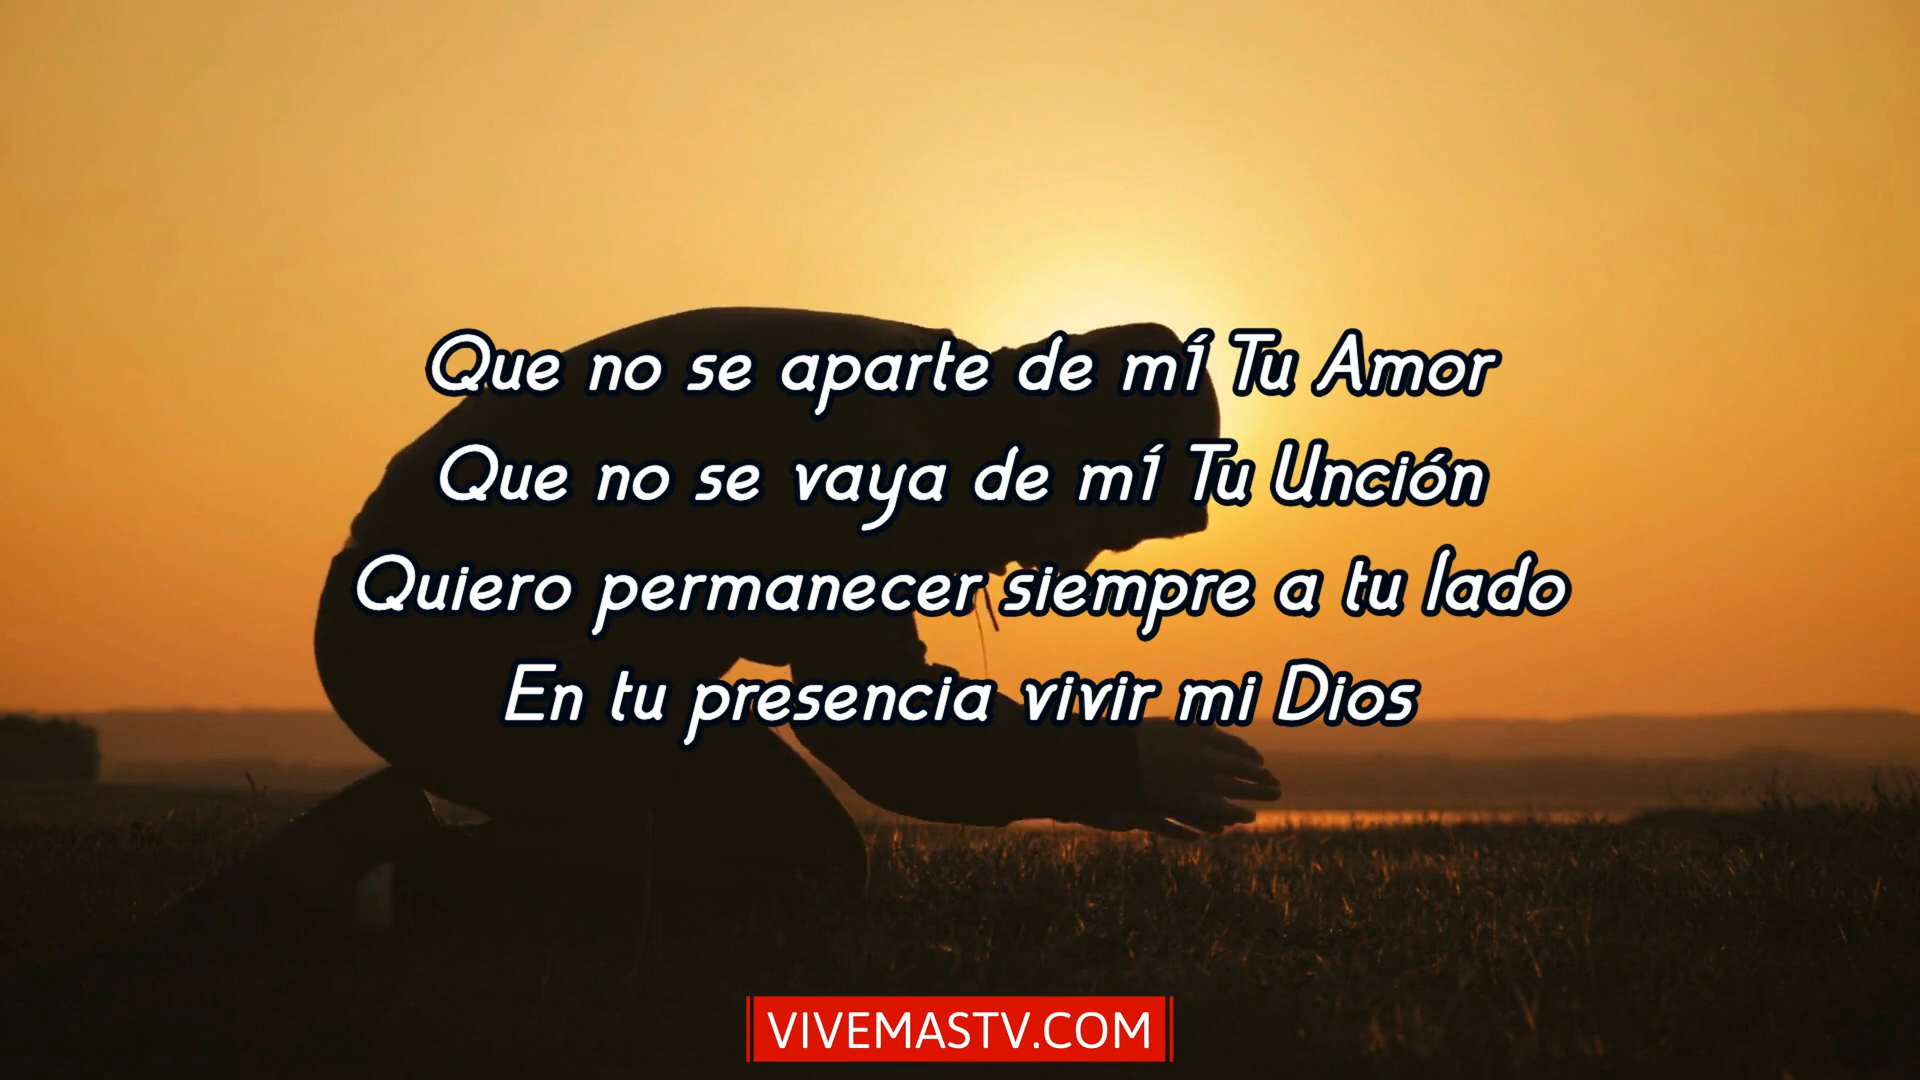 Que no se aparte de mí Tu Amor
Que no se vaya de mí Tu Unción
Quiero permanecer siempre a tu lado
En tu presencia vivir mi Dios
VIVEMASTV.COM